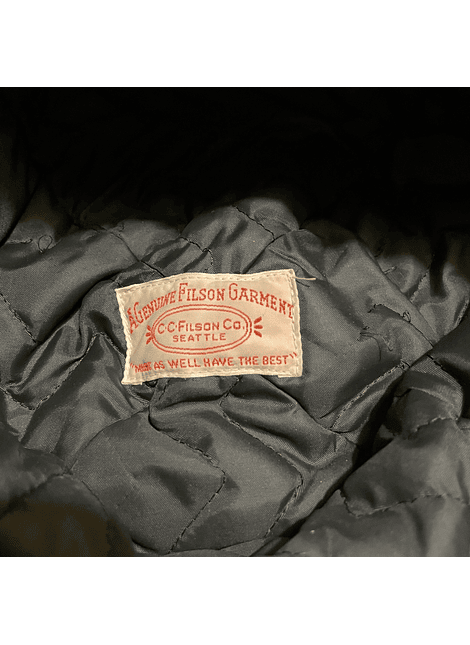 A GENUINE FILSON GARMENT
C·C·FILSON CO.
SEATTLE
"MIGHT AS WELL HAVE THE BEST"